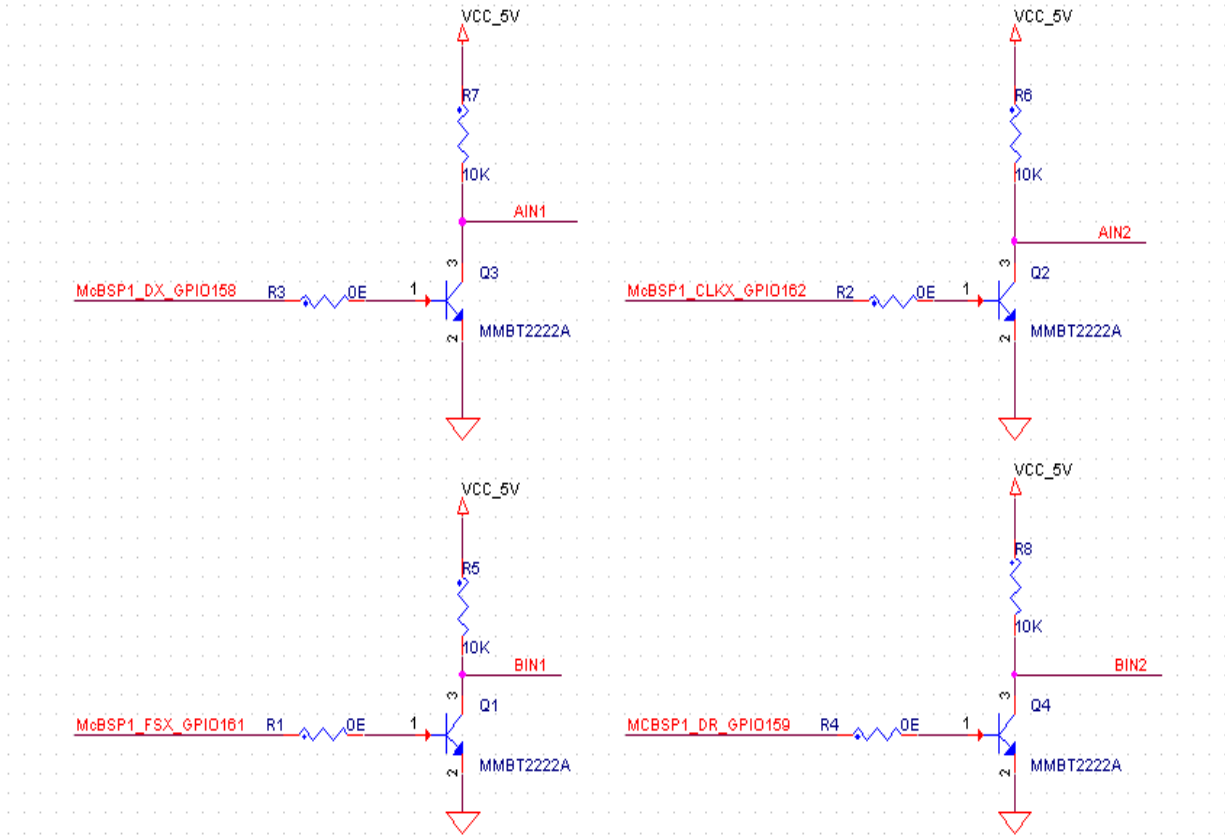 VCC_5V
R7
10K
AIN1
3
Q3
McBSP1_DX_GPIO158
R3
0E
1
MMBT2222A
2
VCC_5V
R6
10K
AIN2
3
Q2
McBSP1_CLKX_GPIO162
R2
0E
1
MMBT2222A
2
VCC_5V
R5
10K
BIN1
3
Q1
McBSP1_FSX_GPIO161
R1
0E
1
MMBT2222A
2
VCC_5V
R8
10K
BIN2
3
Q4
MCBSP1_DR_GPIO159
R4
0E
1
MMBT2222A
2